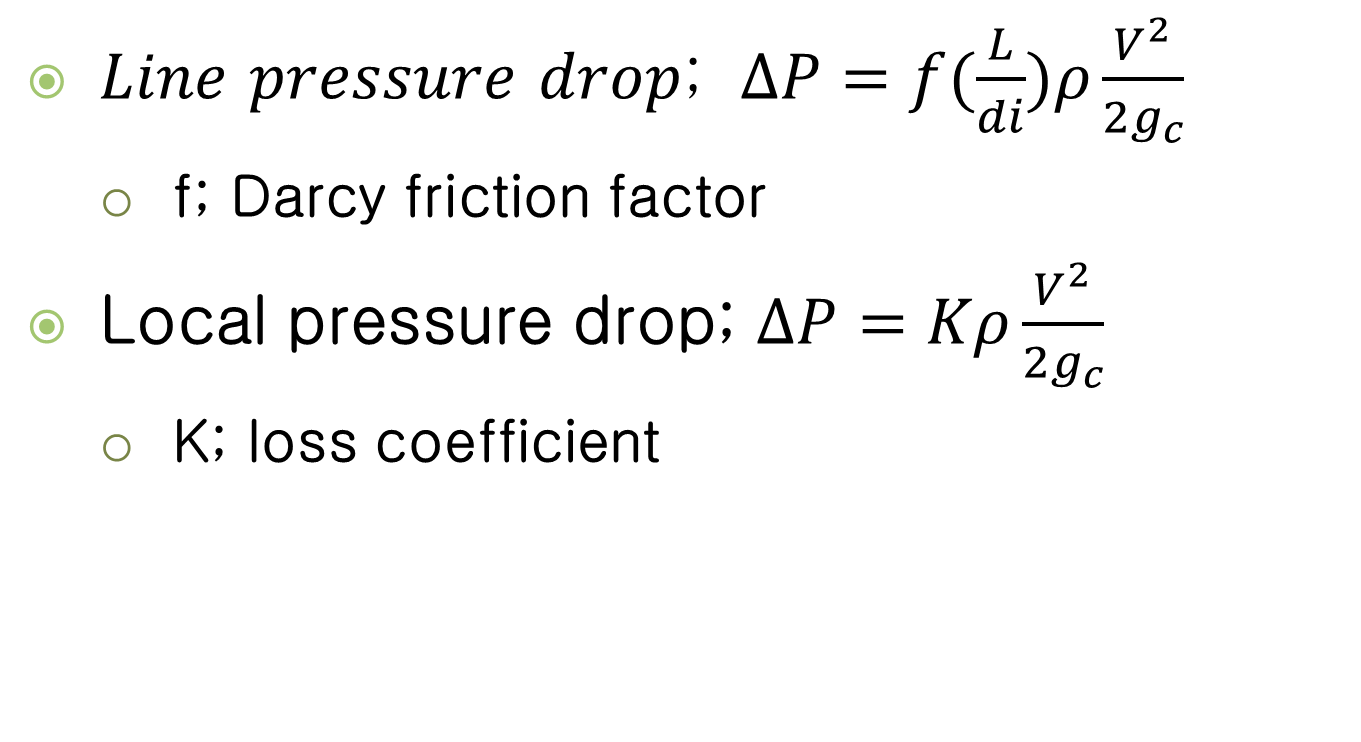 Line pressure drop; ΔP = f(L/di)ρ V²/2g_c
f; Darcy friction factor
Local pressure drop; ΔP = Kρ V²/2g_c
K; loss coefficient